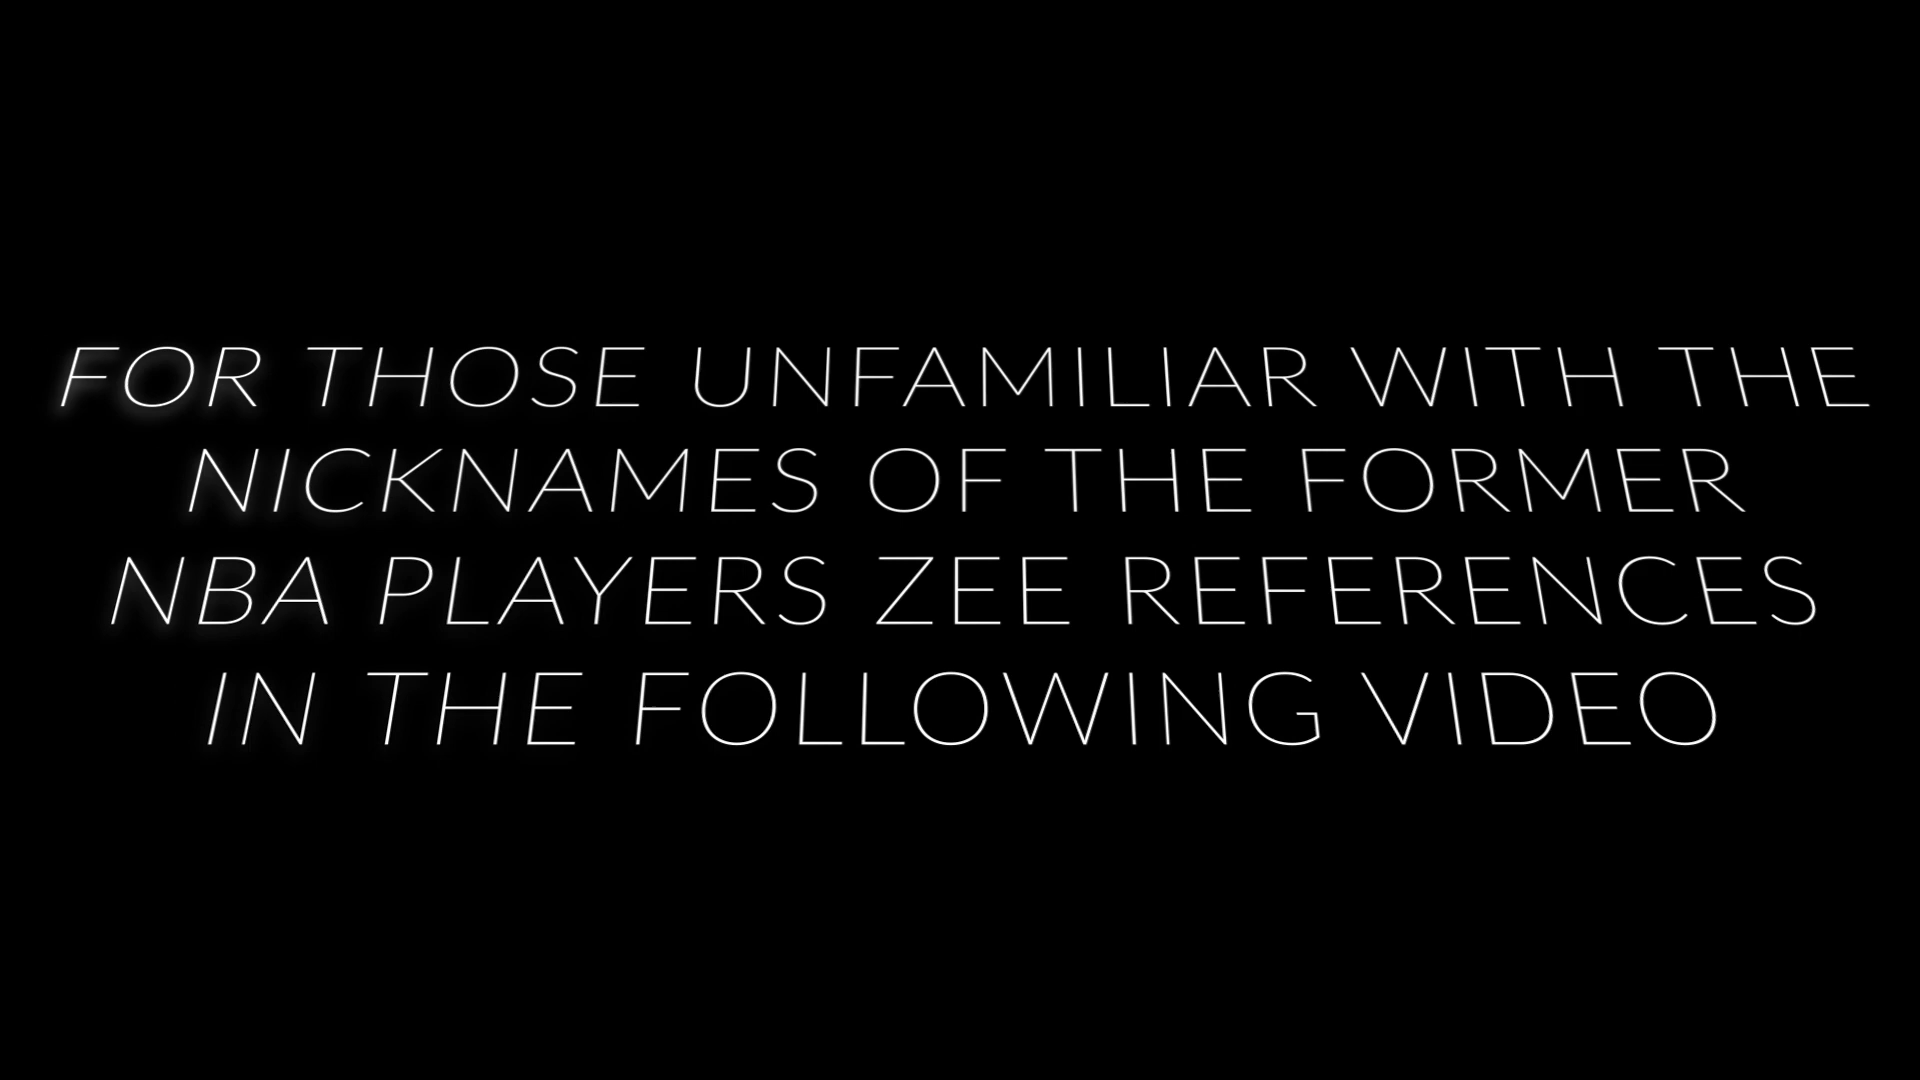 FOR THOSE UNFAMILIAR WITH THE
NICKNAMES OF THE FORMER
NBA PLAYERS ZEE REFERENCES
IN THE FOLLOWING VIDEO